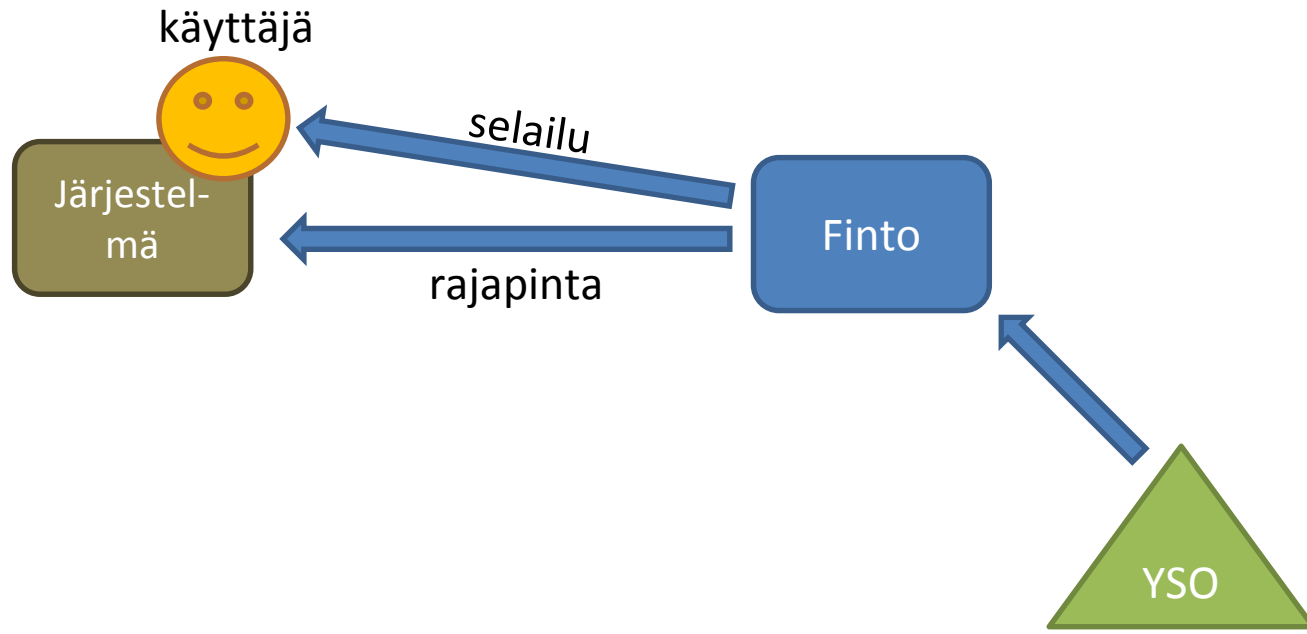 käyttäjä
selailu
Järjestel-
mä
Finto
rajapinta
YSO